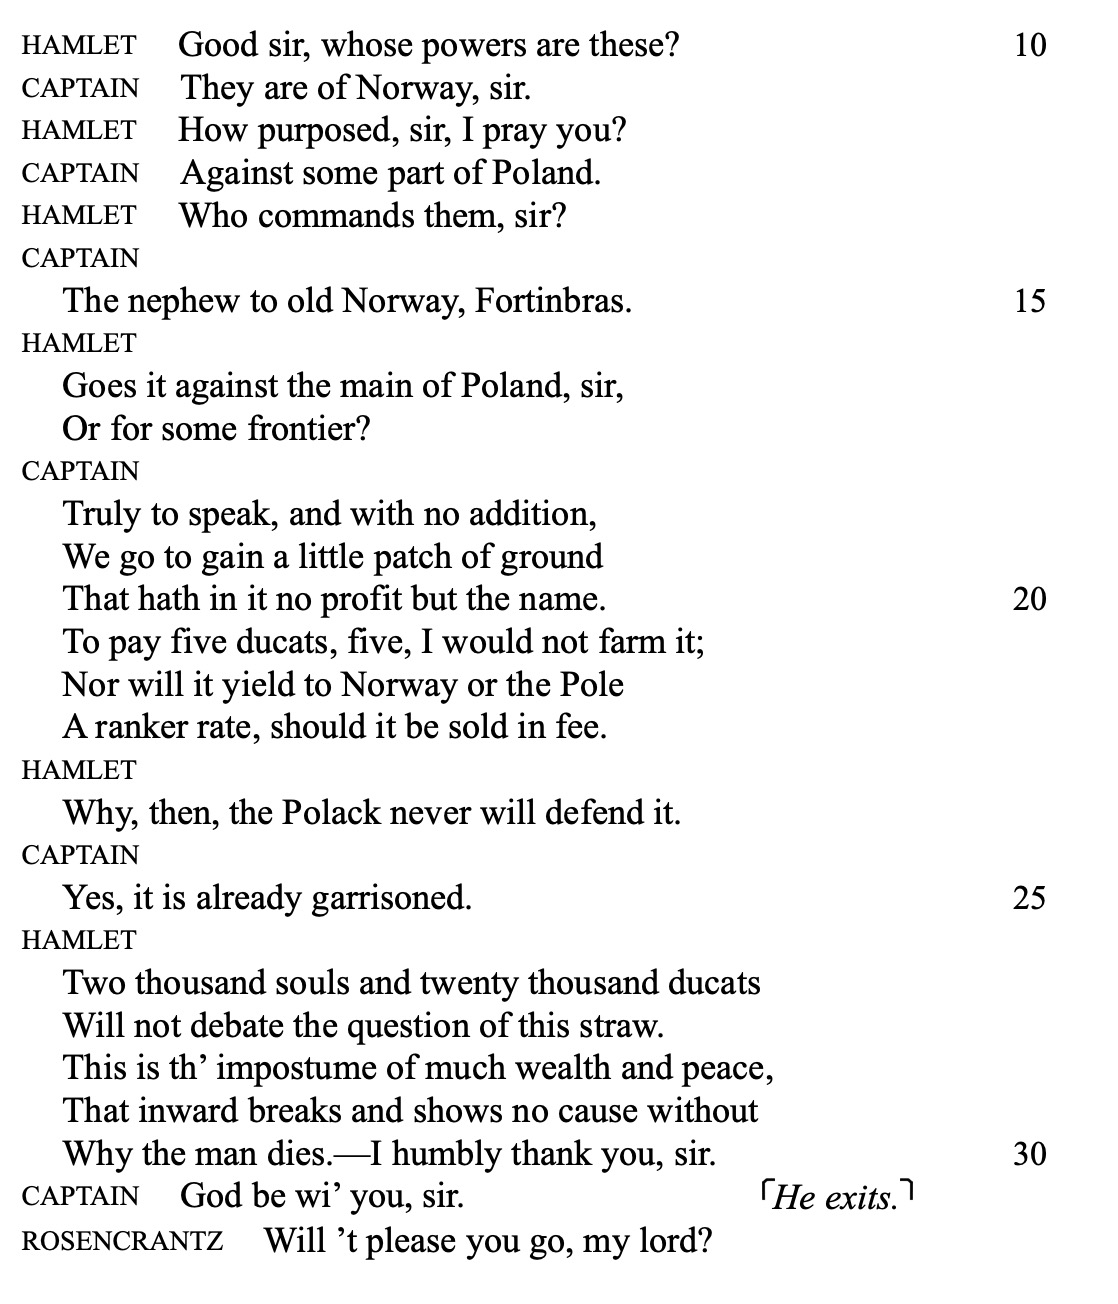 HAMLET Good sir, whose powers are these? 10
CAPTAIN They are of Norway, sir.
HAMLET How purposed, sir, I pray you?
CAPTAIN Against some part of Poland.
HAMLET Who commands them, sir?
CAPTAIN
The nephew to old Norway, Fortinbras. 15
HAMLET
Goes it against the main of Poland, sir,
Or for some frontier?
CAPTAIN
Truly to speak, and with no addition,
We go to gain a little patch of ground
That hath in it no profit but the name. 20
To pay five ducats, five, I would not farm it;
Nor will it yield to Norway or the Pole
A ranker rate, should it be sold in fee.
HAMLET
Why, then, the Polack never will defend it.
CAPTAIN
Yes, it is already garrisoned. 25
HAMLET
Two thousand souls and twenty thousand ducats
Will not debate the question of this straw.
This is th’ impostume of much wealth and peace,
That inward breaks and shows no cause without
Why the man dies.—I humbly thank you, sir. 30
CAPTAIN God be wi’ you, sir. ⌜He exits.⌝
ROSENCRANTZ Will ’t please you go, my lord?